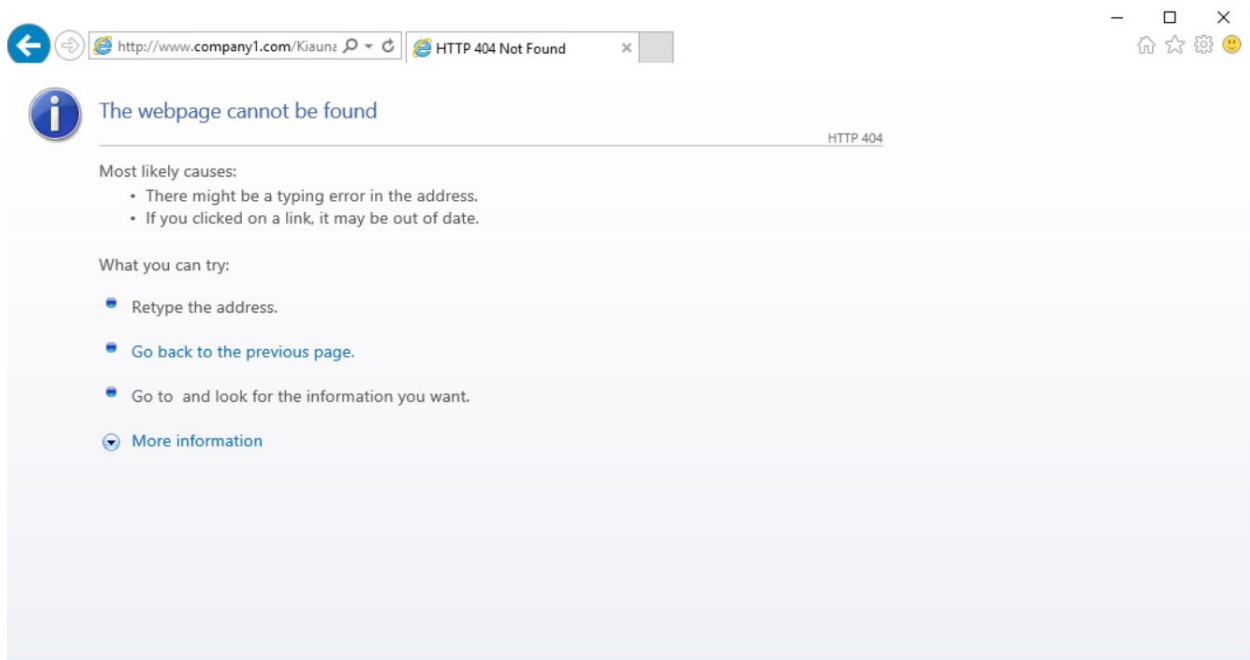 http://www.company1.com/Kiauna
HTTP 404 Not Found
The webpage cannot be found
HTTP 404
Most likely causes:
• There might be a typing error in the address.
• If you clicked on a link, it may be out of date.
What you can try:
Retype the address.
Go back to the previous page.
Go to  and look for the information you want.
More information